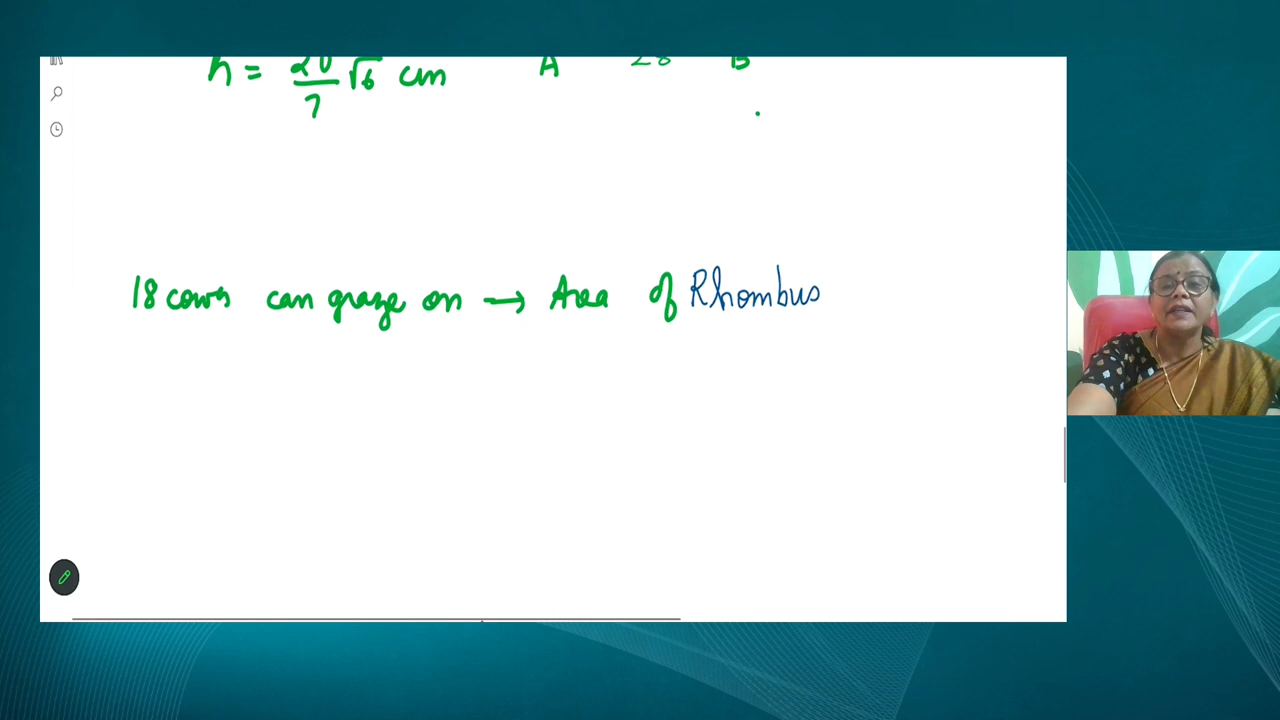 h = 20/7 √6 cm A 28 B
18 cows can graze on → Area of Rhombus